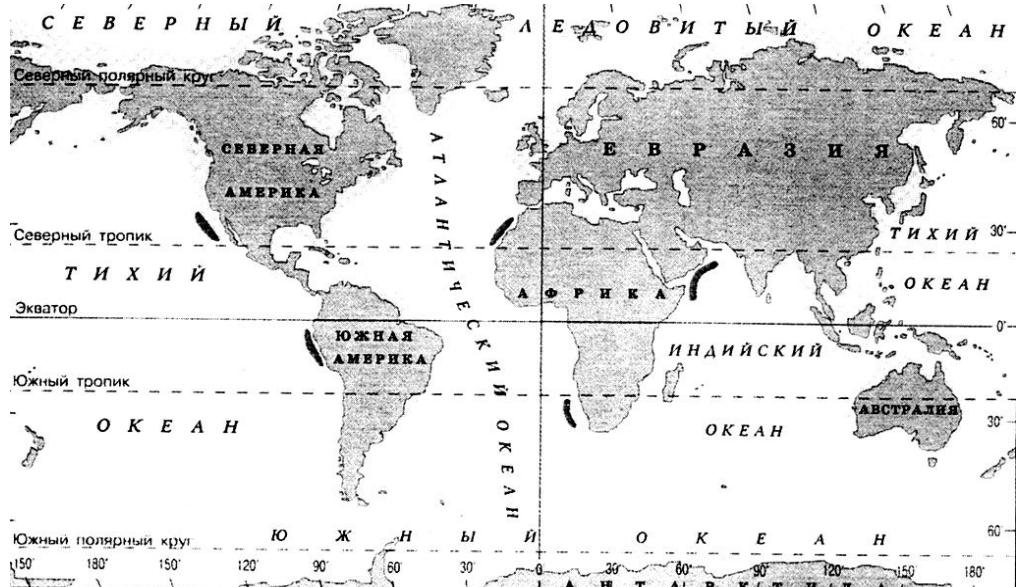 СЕВЕРНЫЙ ЛЕДОВИТЫЙ ОКЕАН
Северный полярный круг
60°
СЕВЕРНАЯ
АМЕРИКА
ЕВРАЗИЯ
АТЛАНТИЧЕСКИЙ ОКЕАН
Северный тропик
30°
ТИХИЙ
ОКЕАН
ТИХИЙ
АФРИКА
Экватор
0°
ЮЖНАЯ
АМЕРИКА
ИНДИЙСКИЙ
ОКЕАН
Южный тропик
АВСТРАЛИЯ
30°
ОКЕАН
60°
Южный полярный круг
ЮЖНЫЙ ОКЕАН
150° 180° 150° 120° 90° 60° 30° 0° 30° 60° 90° 120° 150° 180°
АНТАРКТИДА